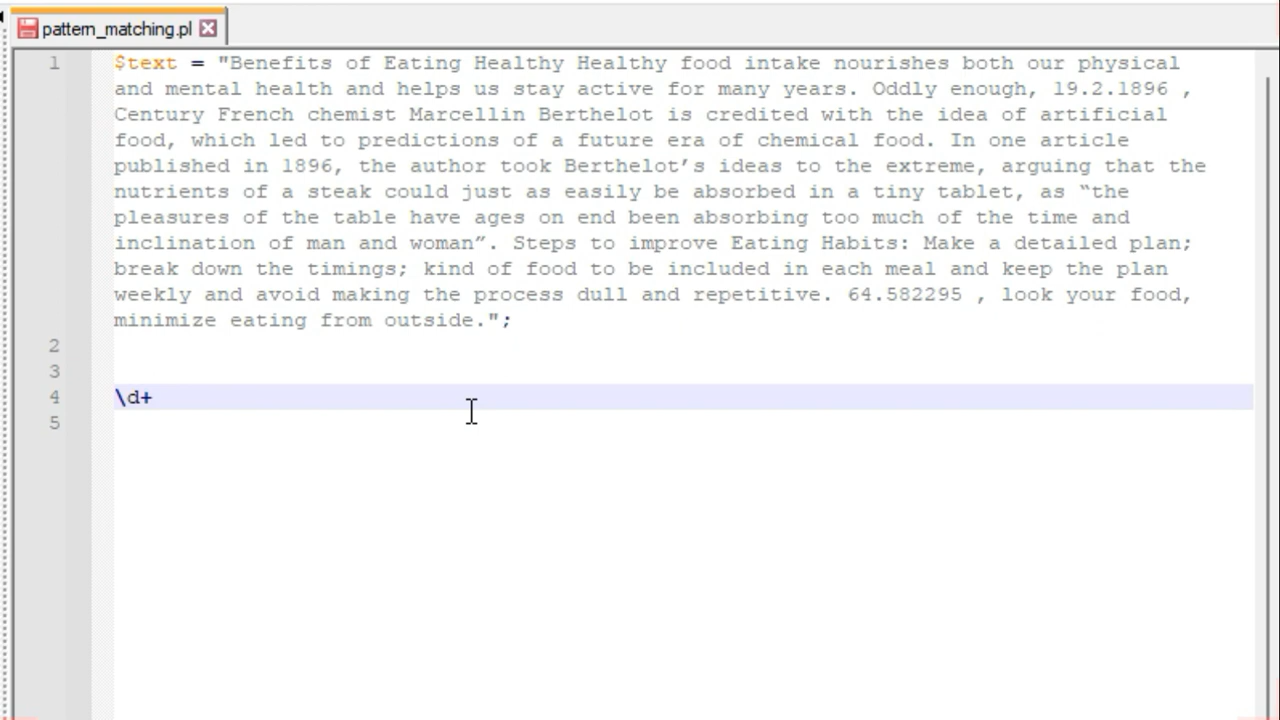 pattern_matching.pl
1 $text = "Benefits of Eating Healthy Healthy food intake nourishes both our physical
and mental health and helps us stay active for many years. Oddly enough, 19.2.1896 ,
Century French chemist Marcellin Berthelot is credited with the idea of artificial
food, which led to predictions of a future era of chemical food. In one article
published in 1896, the author took Berthelot’s ideas to the extreme, arguing that the
nutrients of a steak could just as easily be absorbed in a tiny tablet, as “the
pleasures of the table have ages on end been absorbing too much of the time and
inclination of man and woman”. Steps to improve Eating Habits: Make a detailed plan;
break down the timings; kind of food to be included in each meal and keep the plan
weekly and avoid making the process dull and repetitive. 64.582295 , look your food,
minimize eating from outside.";
2
3
4 \d+
5